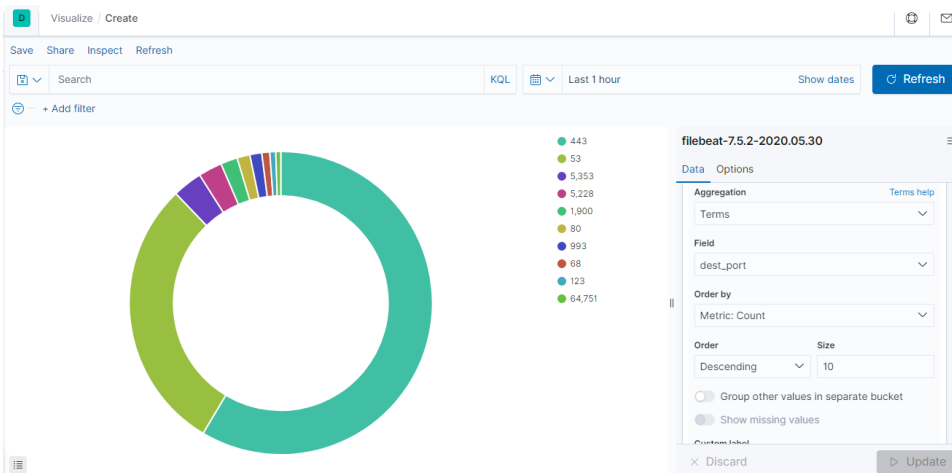 D Visualize / Create
Save Share Inspect Refresh
Search KQL Last 1 hour Show dates Refresh
+ Add filter
443
53
5,353
5,228
1,900
80
993
68
123
64,751
filebeat-7.5.2-2020.05.30
Data Options
Aggregation Terms help
Terms
Field
dest_port
Order by
Metric: Count
Order Size
Descending 10
Group other values in separate bucket
Show missing values
Custom label
Discard Update